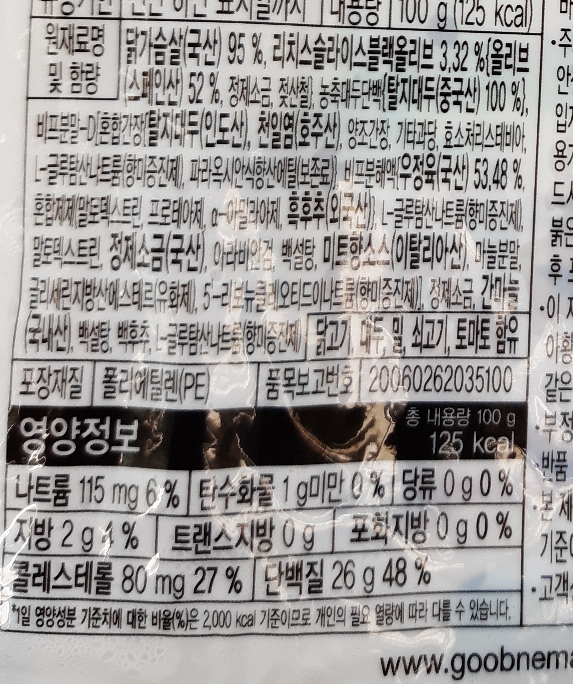 내용량 100 g (125 kcal)
원재료명 및 함량
닭가슴살(국산) 95 %, 리치스슬라이스블랙올리브 3.32 %{올리브
(스페인산) 52 %, 정제소금, 젖산철}, 농축대두단백{탈지대두(중국산) 100 %},
비프분말-D{혼합간장(탈지대두(인도산), 천일염(호주산), 양조간장, 기타과당, 효소처리스테비아,
L-글루탐산나트륨(향미증진제), 파라옥시안식향산에틸(보존료)), 비프분해액(우정육(국산) 53.48 %,
혼합제제(말토덱스트린, 프로테아제, α-아밀라아제), 흑후추(외국산)), L-글루탐산나트륨(향미증진제),
말토덱스트린, 정제소금(국산), 아라비안검, 백설탕, 미트향소스(이탈리아산), 마늘분말,
글리세린지방산에스테르(유화제), 5-리보뉴클레오티드이나트륨(향미증진제)}, 정제소금, 간마늘
(국내산), 백설탕, 백후추, L-글루탐산나트륨(향미증진제) 닭고기, 대두, 밀, 쇠고기, 토마토 함유
포장재질 폴리에틸렌(PE) 품목보고번호 20060262035100
영양정보 총 내용량 100 g
125 kcal
나트륨 115 mg 6 % 탄수화물 1 g미만 0 % 당류 0 g 0 %
지방 2 g 4 % 트랜스지방 0 g 포화지방 0 g 0 %
콜레스테롤 80 mg 27 % 단백질 26 g 48 %
*1일 영양성분 기준치에 대한 비율(%)은 2,000 kcal 기준이므로 개인의 필요 열량에 따라 다를 수 있습니다.
www.goobnema